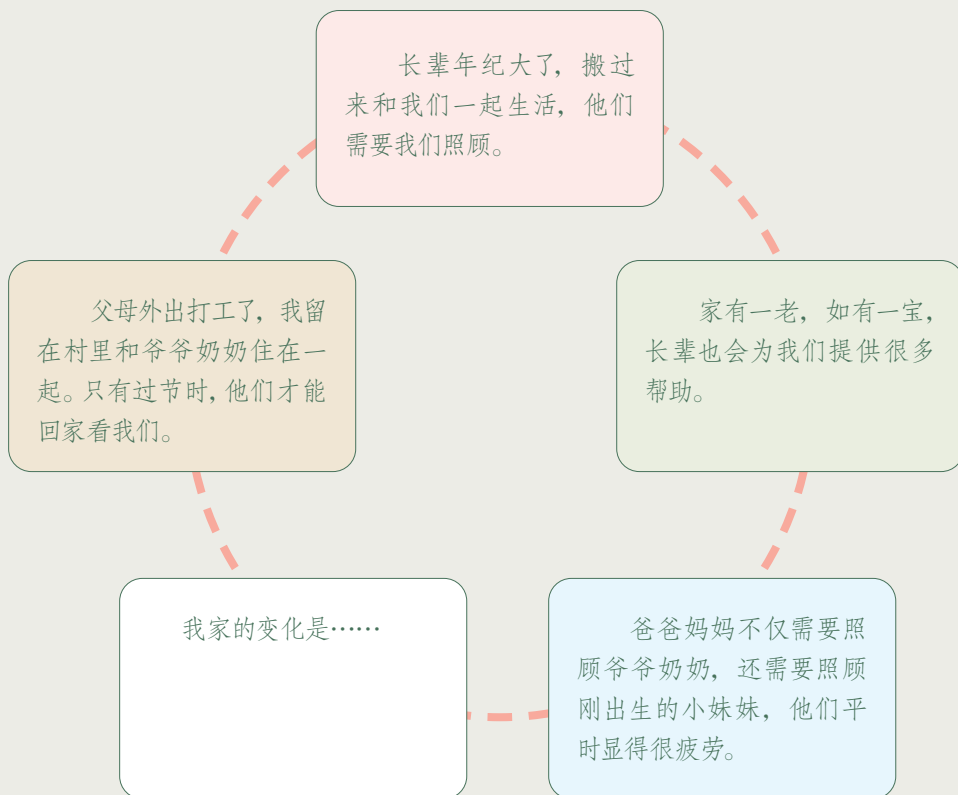 长辈年纪大了，搬过
来和我们一起生活，他们
需要我们照顾。
父母外出打工了，我留
在村里和爷爷奶奶住在一
起。只有过节时，他们才能
回家看我们。
家有一老，如有一宝，
长辈也会为我们提供很多
帮助。
我家的变化是……
爸爸妈妈不仅需要照
顾爷爷奶奶，还需要照顾
刚出生的小妹妹，他们平
时显得很疲劳。